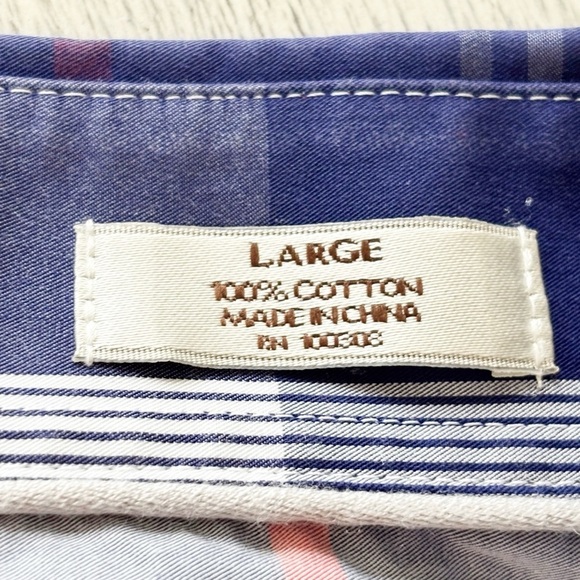 LARGE
100% COTTON
MADE IN CHINA
RN 100308